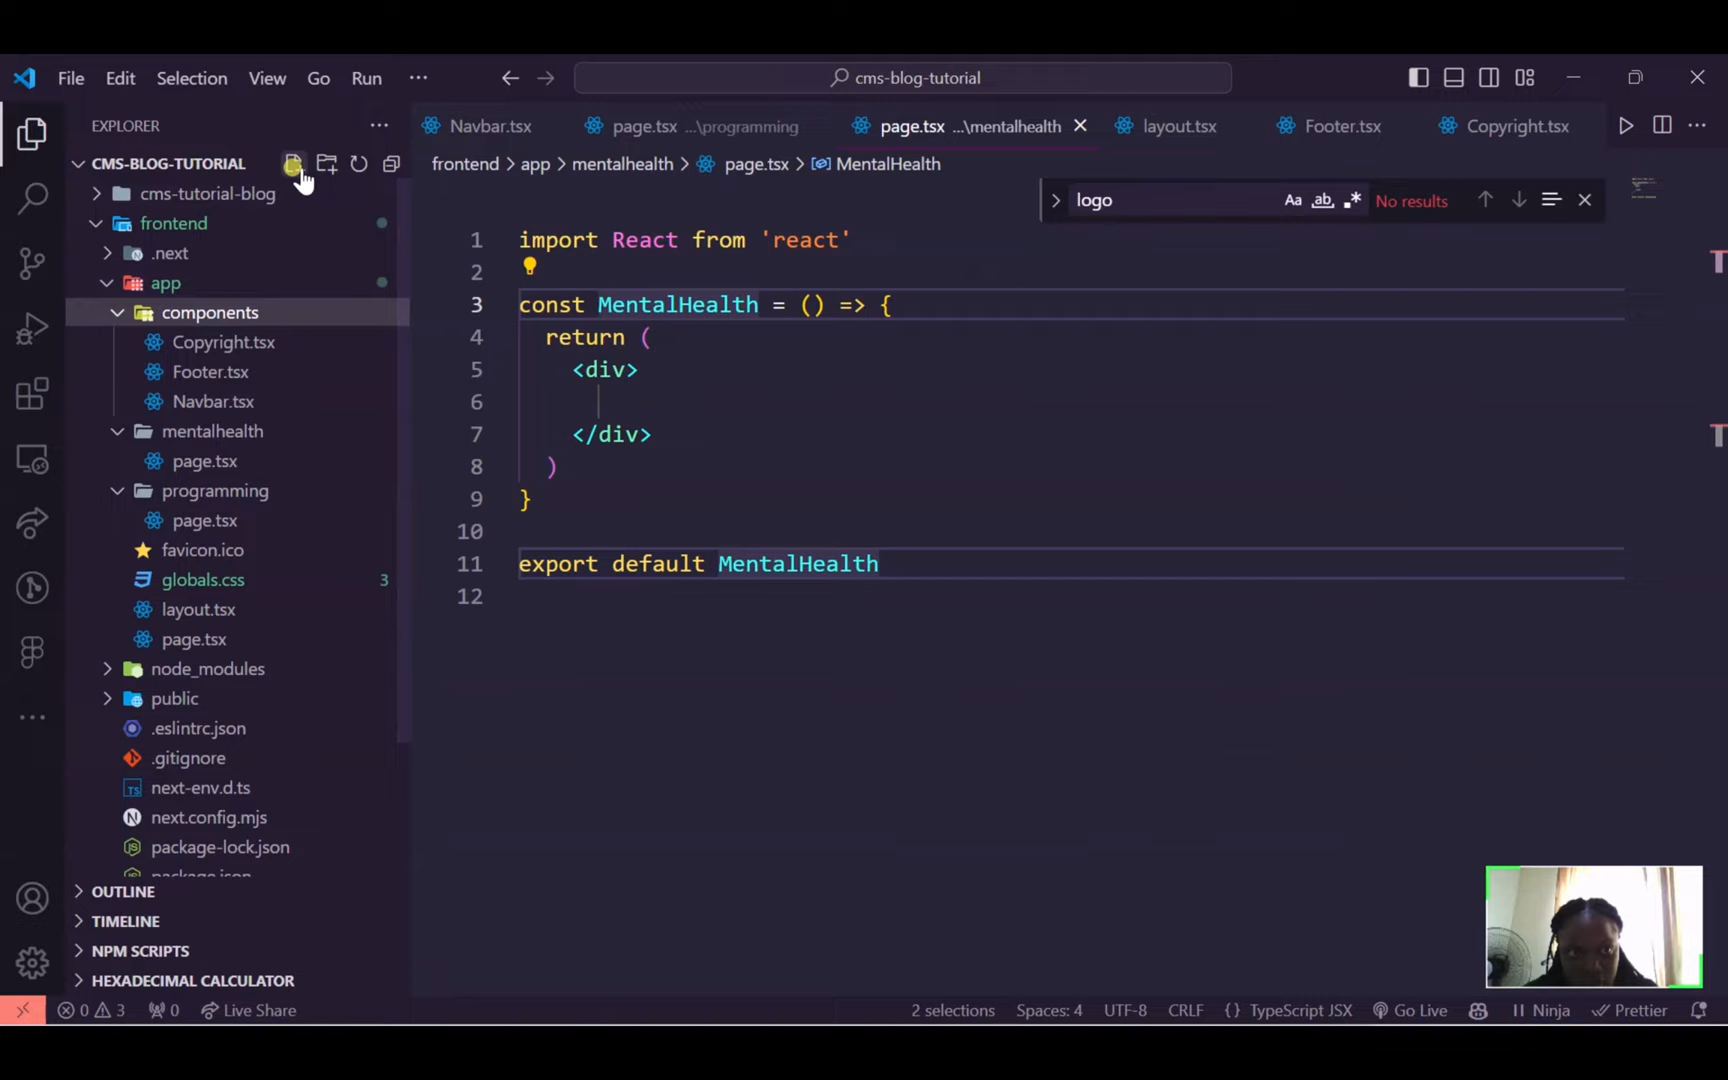 File Edit Selection View Go Run ··· cms-blog-tutorial
EXPLORER ···
Navbar.tsx page.tsx ...\programming page.tsx ...\mentalhealth layout.tsx Footer.tsx Copyright.tsx ···
CMS-BLOG-TUTORIAL
frontend > app > mentalhealth > page.tsx > MentalHealth
logo Aa ab .* No results
cms-tutorial-blog
frontend
.next
app
components
Copyright.tsx
Footer.tsx
Navbar.tsx
mentalhealth
page.tsx
programming
page.tsx
favicon.ico
globals.css 3
layout.tsx
page.tsx
node_modules
public
.eslintrc.json
.gitignore
TS next-env.d.ts
N next.config.mjs
package-lock.json
package.json
OUTLINE
TIMELINE
NPM SCRIPTS
HEXADECIMAL CALCULATOR
1 import React from 'react'
2
3 const MentalHealth = () => {
4 return (
5 <div>
6
7 </div>
8 )
9 }
10
11 export default MentalHealth
12
0 3 0 Live Share 2 selections Spaces: 4 UTF-8 CRLF {} TypeScript JSX Go Live Ninja Prettier